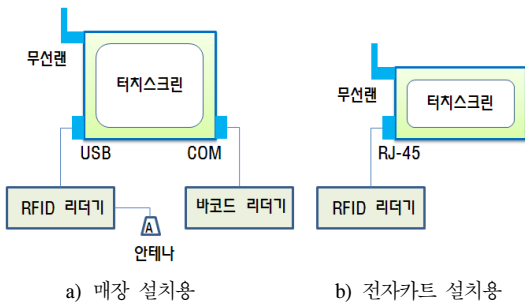 무선랜
터치스크린
USB
COM
RFID 리더기
바코드 리더기
A
안테나
a) 매장 설치용
무선랜
터치스크린
RJ-45
RFID 리더기
b) 전자카트 설치용